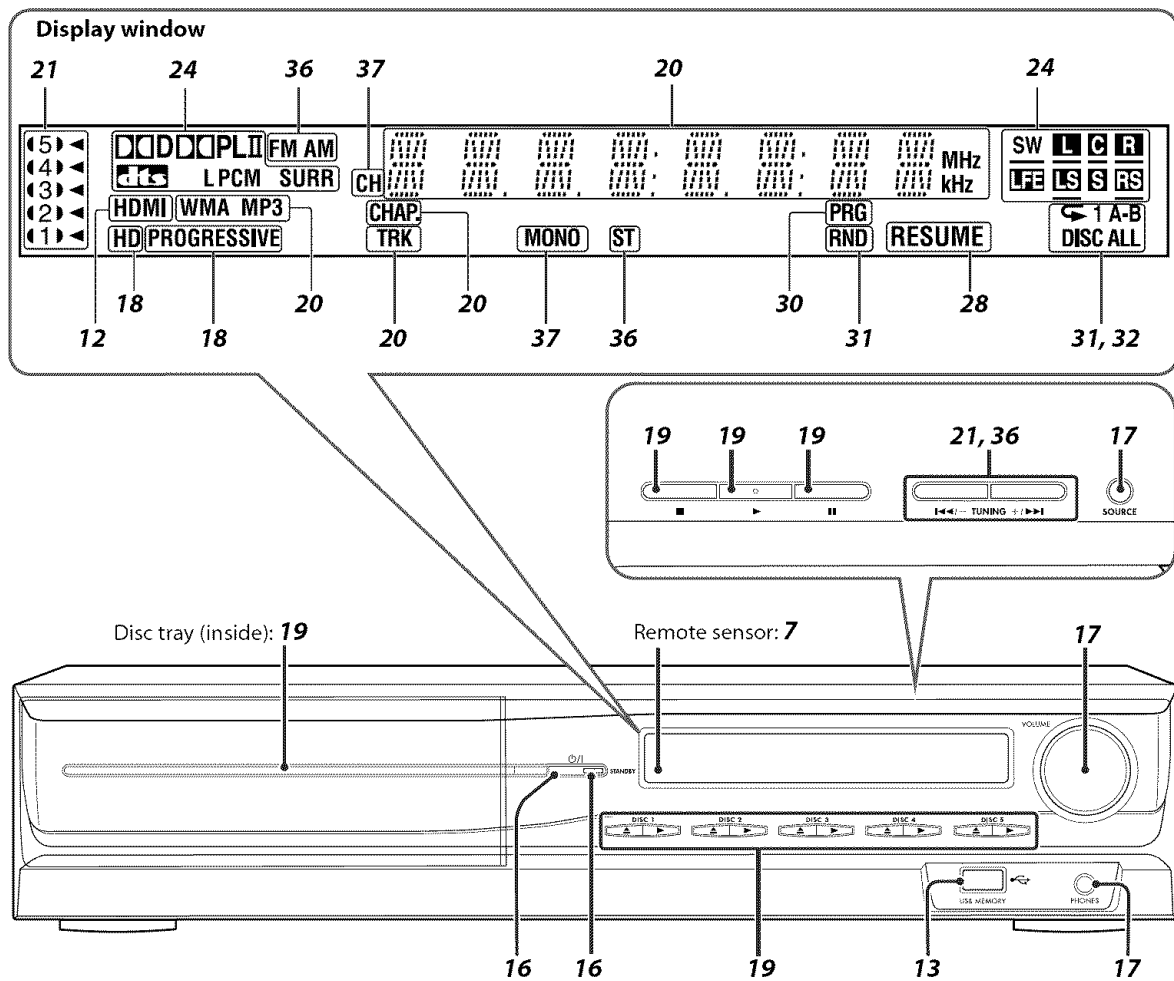 Display window
21 24 36 37 20 24
(5) ◄ DD PL II FM AM SW L C R
(4) ◄ dts LPCM SURR CH MHz
(3) ◄ kHz LFE LS S RS
(2) ◄ HDMI WMA MP3 CHAP. PRG 1 A-B
(1) ◄ HD PROGRESSIVE TRK MONO ST RND RESUME DISC ALL
18 20 30 28
12 18 20 20 37 36 31 31, 32
19 19 19 21, 36 17
■ ► ▮▮ |◄◄/− TUNING +/►►| SOURCE
Disc tray (inside): 19
Remote sensor: 7
17
VOLUME
⏻/| STANDBY
DISC 1 DISC 2 DISC 3 DISC 4 DISC 5
USB MEMORY PHONES
16 16 19 13 17